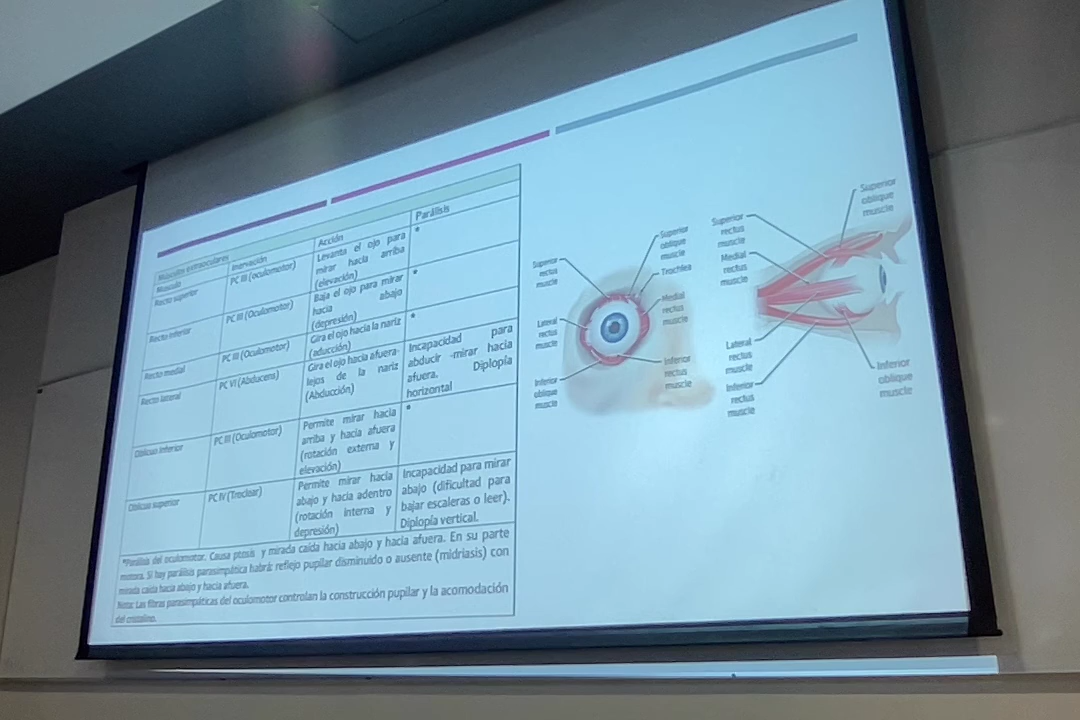 Músculos extraoculares
Músculo
Inervación
Acción
Parálisis
Recto superior
PC III (oculomotor)
Levanta el ojo para
mirar hacia arriba
(elevación)
*
Recto inferior
PC III (Oculomotor)
Baja el ojo para mirar
hacia abajo
(depresión)
*
Recto medial
PC III (Oculomotor)
Gira el ojo hacia la nariz
(aducción)
*
Recto lateral
PC VI (Abducens)
Gira el ojo hacia afuera-
lejos de la nariz
(Abducción)
Incapacidad para
abducir -mirar hacia
afuera. Diplopía
horizontal
Oblicuo inferior
PC III (Oculomotor)
Permite mirar hacia
arriba y hacia afuera
(rotación externa y
elevación)
*
Oblicuo superior
PC IV (Troclear)
Permite mirar hacia
abajo y hacia adentro
(rotación interna y
depresión)
Incapacidad para mirar
abajo (dificultad para
bajar escaleras o leer).
Diplopía vertical.
*Parálisis del oculomotor. Causa ptosis y mirada caída hacia abajo y hacia afuera. En su parte
motora. Si hay parálisis parasimpática habrá: reflejo pupilar disminuido o ausente (midriasis) con
mirada caída hacia abajo y hacia afuera.
Nota: Las fibras parasimpáticas del oculomotor controlan la construcción pupilar y la acomodación
del cristalino.
Superior
rectus
muscle
Superior
oblique
muscle
Trochlea
Medial
rectus
muscle
Lateral
rectus
muscle
Inferior
rectus
muscle
Inferior
oblique
muscle
Superior
rectus
muscle
Superior
oblique
muscle
Medial
rectus
muscle
Lateral
rectus
muscle
Inferior
rectus
muscle
Inferior
oblique
muscle